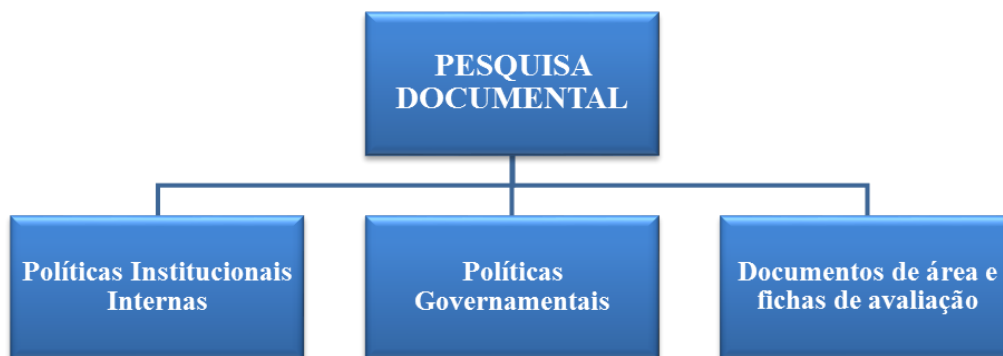 PESQUISA
DOCUMENTAL
Políticas Institucionais
Internas
Políticas
Governamentais
Documentos de área e
fichas de avaliação